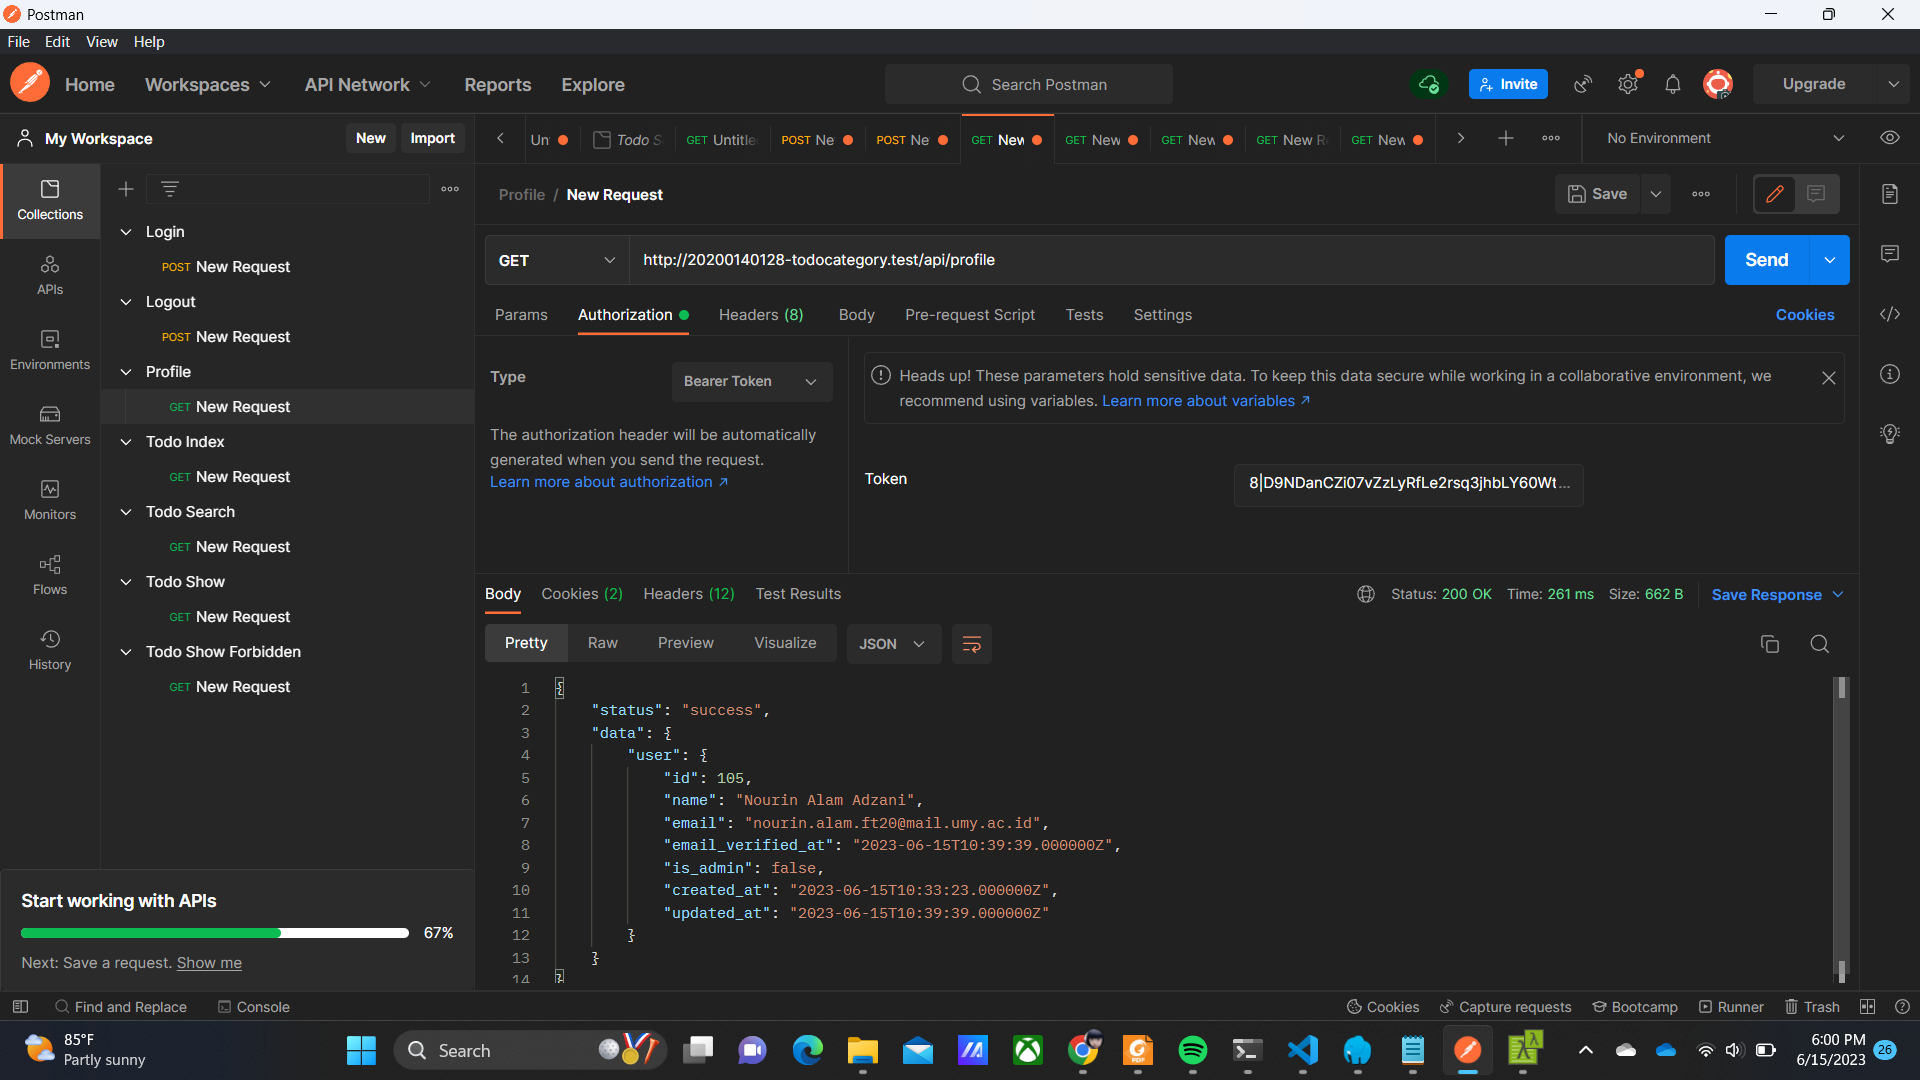 Postman
File Edit View Help
Home Workspaces API Network Reports Explore Search Postman Invite Upgrade
My Workspace New Import
Un Todo S GET Untitle POST Ne POST Ne GET New GET New GET New GET New R GET New No Environment
Collections
APIs
Environments
Mock Servers
Monitors
Flows
History
Login
POST New Request
Logout
POST New Request
Profile
GET New Request
Todo Index
GET New Request
Todo Search
GET New Request
Todo Show
GET New Request
Todo Show Forbidden
GET New Request
Start working with APIs
67%
Next: Save a request. Show me
Profile / New Request Save
GET http://20200140128-todocategory.test/api/profile Send
Params Authorization Headers (8) Body Pre-request Script Tests Settings Cookies
Type Bearer Token
The authorization header will be automatically
generated when you send the request.
Learn more about authorization ↗
Heads up! These parameters hold sensitive data. To keep this data secure while working in a collaborative environment, we
recommend using variables. Learn more about variables ↗
Token 8|D9NDanCZi07vZzLyRfLe2rsq3jhbLY60Wt...
Body Cookies (2) Headers (12) Test Results Status: 200 OK Time: 261 ms Size: 662 B Save Response
Pretty Raw Preview Visualize JSON
1 {
2 "status": "success",
3 "data": {
4 "user": {
5 "id": 105,
6 "name": "Nourin Alam Adzani",
7 "email": "nourin.alam.ft20@mail.umy.ac.id",
8 "email_verified_at": "2023-06-15T10:39:39.000000Z",
9 "is_admin": false,
10 "created_at": "2023-06-15T10:33:23.000000Z",
11 "updated_at": "2023-06-15T10:39:39.000000Z"
12 }
13 }
14 }
Find and Replace Console Cookies Capture requests Bootcamp Runner Trash
85°F
Partly sunny
Search
PDF
6:00 PM
6/15/2023
26